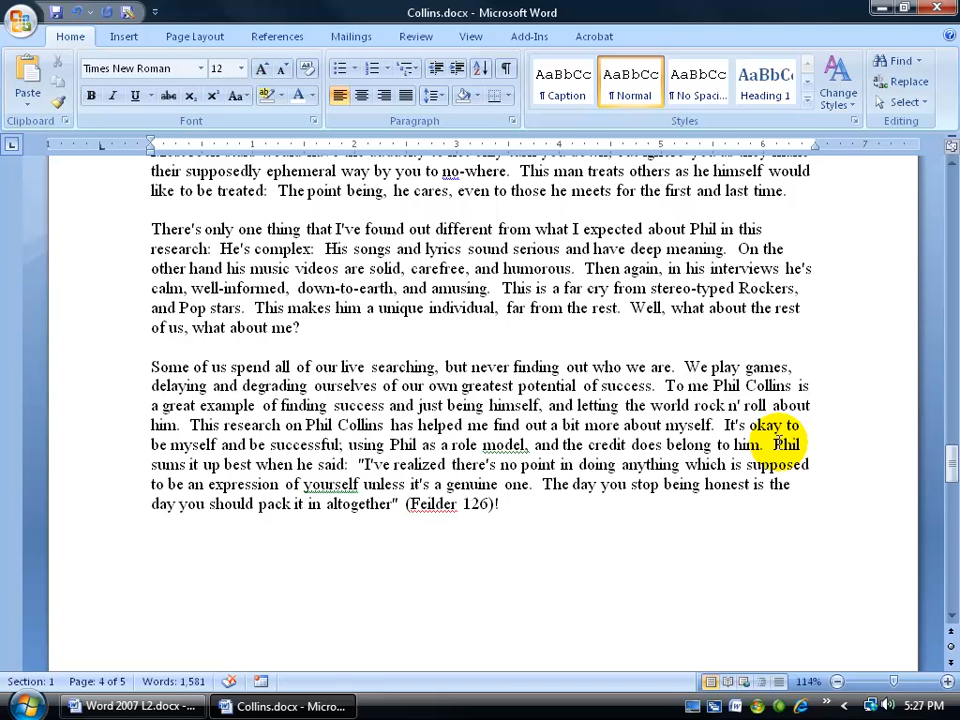 Collins.docx - Microsoft Word
Home Insert Page Layout References Mailings Review View Add-Ins Acrobat
Paste
Times New Roman 12
B I U abc x₂ x² Aa A
AaBbCc AaBbCc AaBbCc AaBbC
¶ Caption ¶ Normal ¶ No Spaci... Heading 1
Change Styles
Find
Replace
Select
Clipboard Font Paragraph Styles Editing
1 1 2 3 4 5 6 7
their supposedly ephemeral way by you to no-where.  This man treats others as he himself would
like to be treated:  The point being, he cares, even to those he meets for the first and last time.
There's only one thing that I've found out different from what I expected about Phil in this
research:  He's complex:  His songs and lyrics sound serious and have deep meaning.  On the
other hand his music videos are solid, carefree, and humorous.  Then again, in his interviews he's
calm, well-informed,  down-to-earth, and amusing.  This is a far cry from stereo-typed Rockers,
and Pop stars.  This makes him a unique individual, far from the rest.  Well, what about the rest
of us, what about me?
Some of us spend all of our live searching, but never finding out who we are.  We play games,
delaying and degrading ourselves of our own greatest potential of success.  To me Phil Collins is
a great example of finding success and just being himself, and letting the world rock n' roll about
him.  This research on Phil Collins has helped me find out a bit more about myself.  It's okay to
be myself and be successful; using Phil as a role model, and the credit does belong to him.  Phil
sums it up best when he said:  "I've realized there's no point in doing anything which is supposed
to be an expression of yourself unless it's a genuine one.  The day you stop being honest is the
day you should pack it in altogether" (Feilder 126)!
Section: 1 Page: 4 of 5 Words: 1,581 114%
Word 2007 L2.docx -... Collins.docx - Micros... 5:27 PM